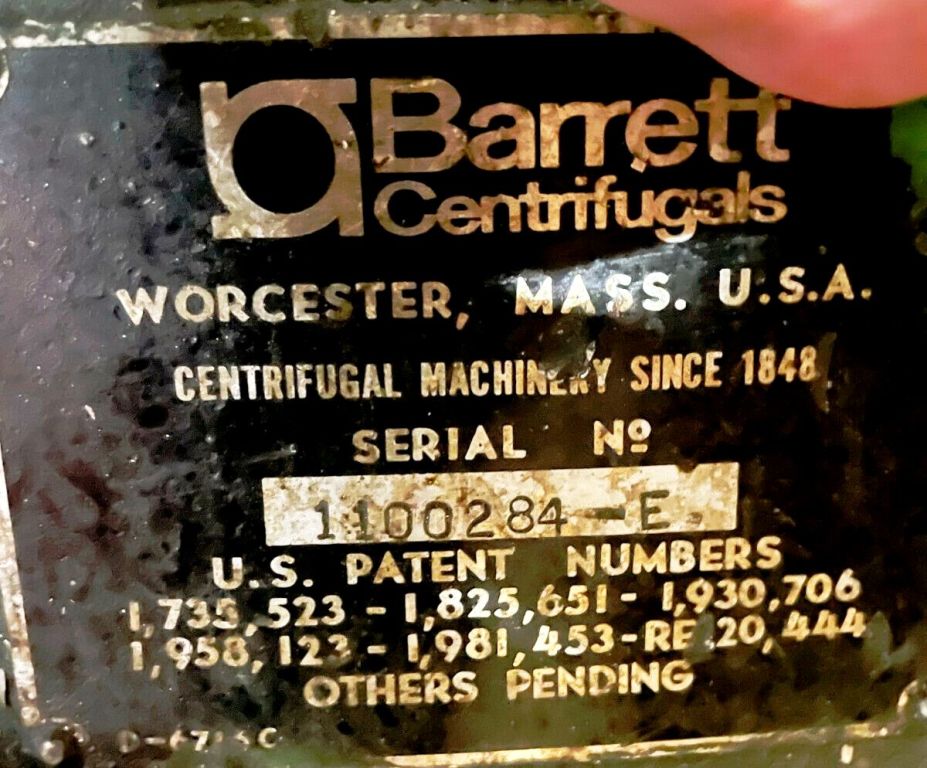 Barrett
Centrifugals
WORCESTER, MASS. U.S.A.
CENTRIFUGAL MACHINERY SINCE 1848
SERIAL Nº
1100284-E
U.S. PATENT NUMBERS
1,735,523 - 1,825,651 - 1,930,706
1,958,123 - 1,981,453-RE.20,444
OTHERS PENDING